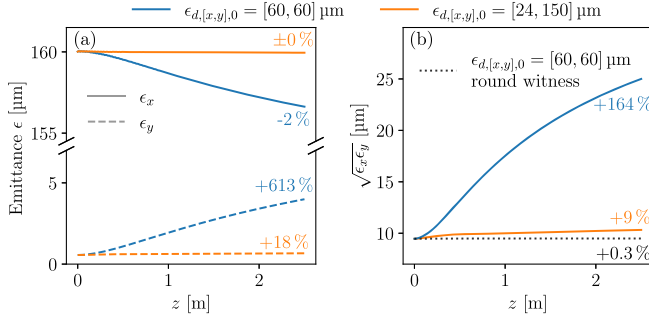 ϵ_{d,[x,y],0} = [60, 60] µm
ϵ_{d,[x,y],0} = [24, 150] µm
(a)
±0 %
160
ϵ_x
ϵ_y
-2 %
155
+613 %
5
+18 %
0
0
1
2
z [m]
Emittance ϵ [µm]
(b)
ϵ_{d,[x,y],0} = [60, 60] µm
round witness
25
+164 %
20
15
+9 %
10
+0.3 %
0
1
2
z [m]
√ϵ_xϵ_y [µm]